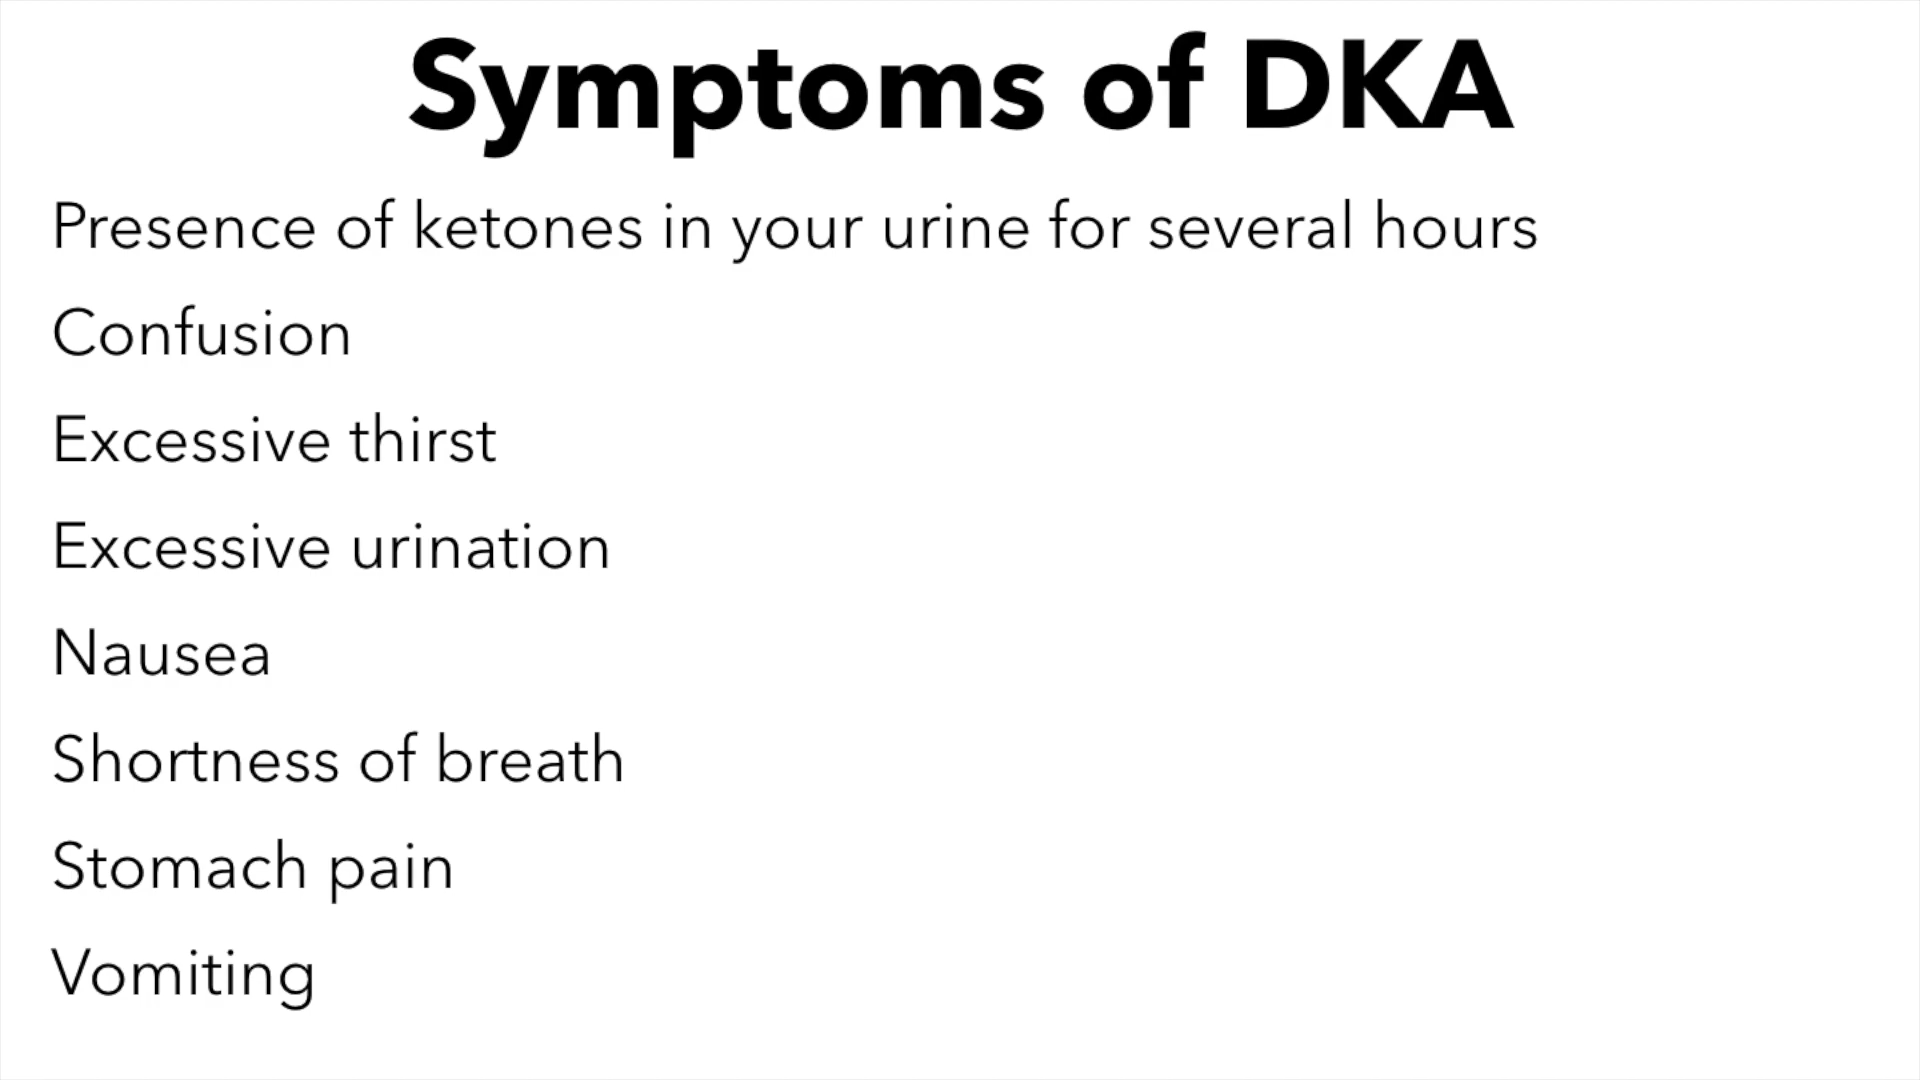 Symptoms of DKA
Presence of ketones in your urine for several hours
Confusion
Excessive thirst
Excessive urination
Nausea
Shortness of breath
Stomach pain
Vomiting